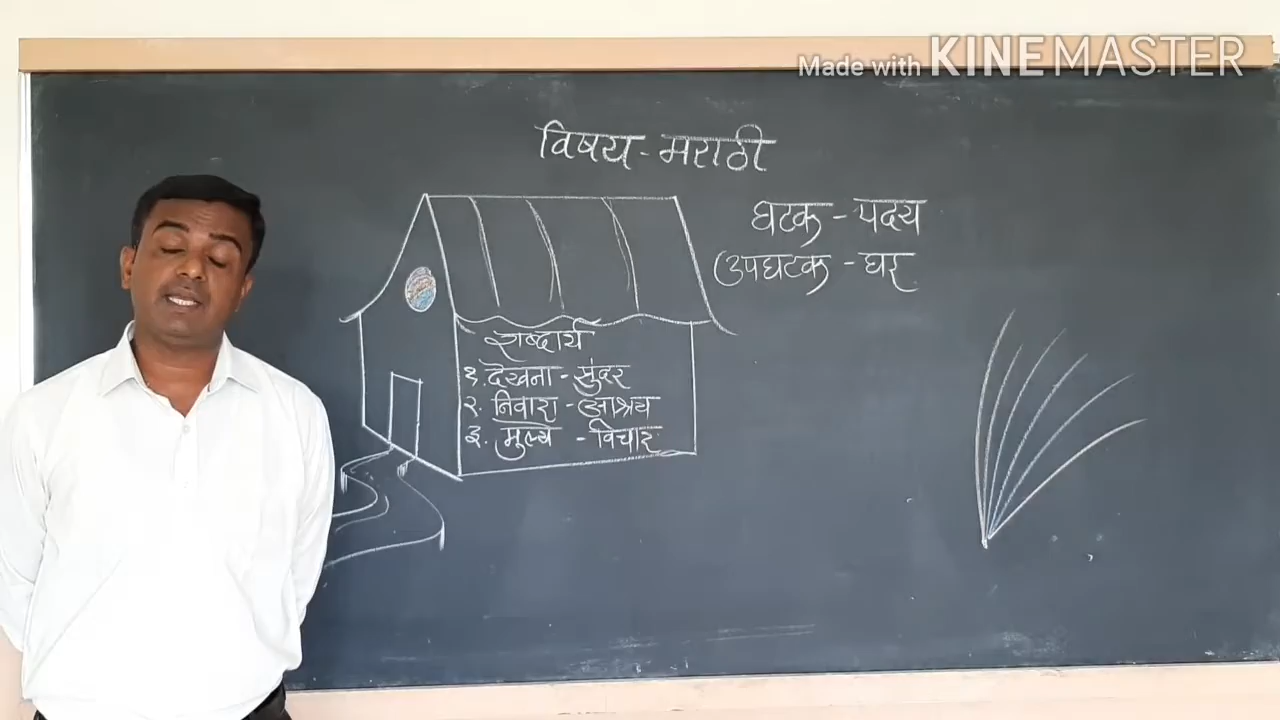 Made with KINEMASTER
विषय - मराठी
घटक - पद्य
उपघटक - घर
शब्दार्थ
१. देखना - सुंदर
२. निवारा - आश्रय
३. मुल्य - विचार